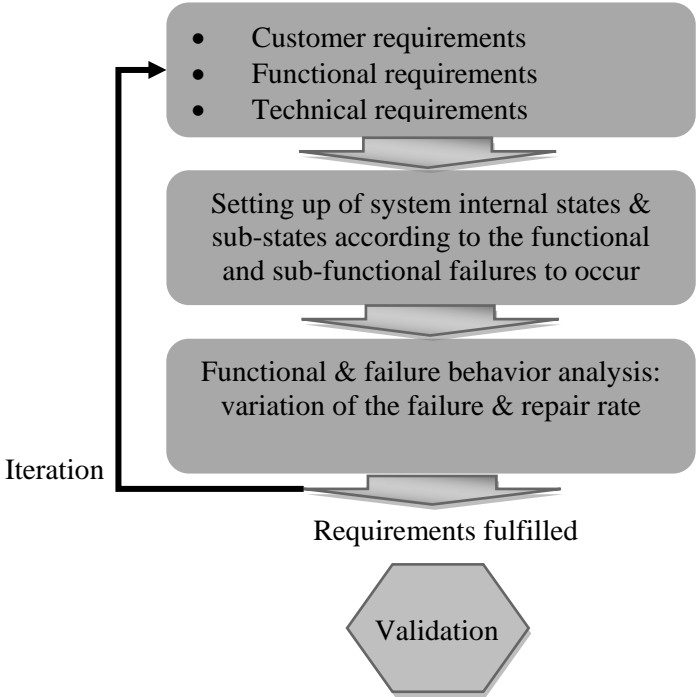 • Customer requirements
• Functional requirements
• Technical requirements
Setting up of system internal states &
sub-states according to the functional
and sub-functional failures to occur
Functional & failure behavior analysis:
variation of the failure & repair rate
Iteration
Requirements fulfilled
Validation